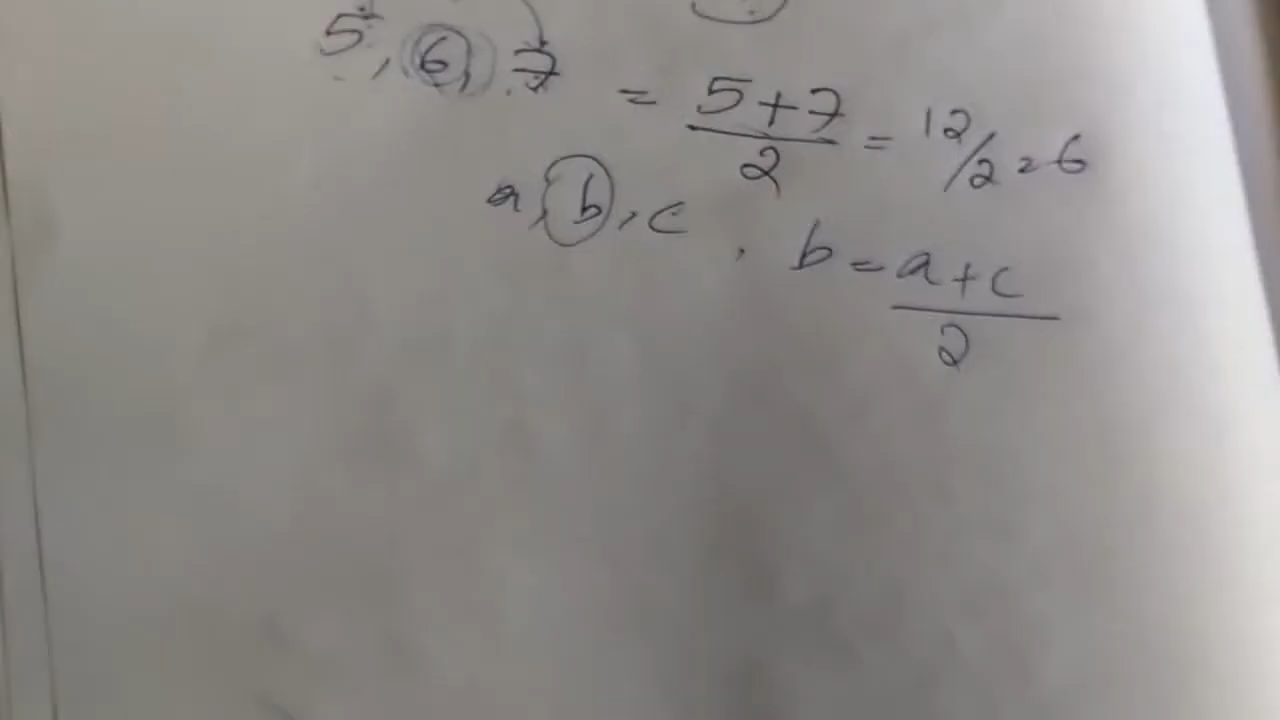 5, 6, 7 = 5+7/2 = 12/2 = 6
a, b, c . b = a+c/2